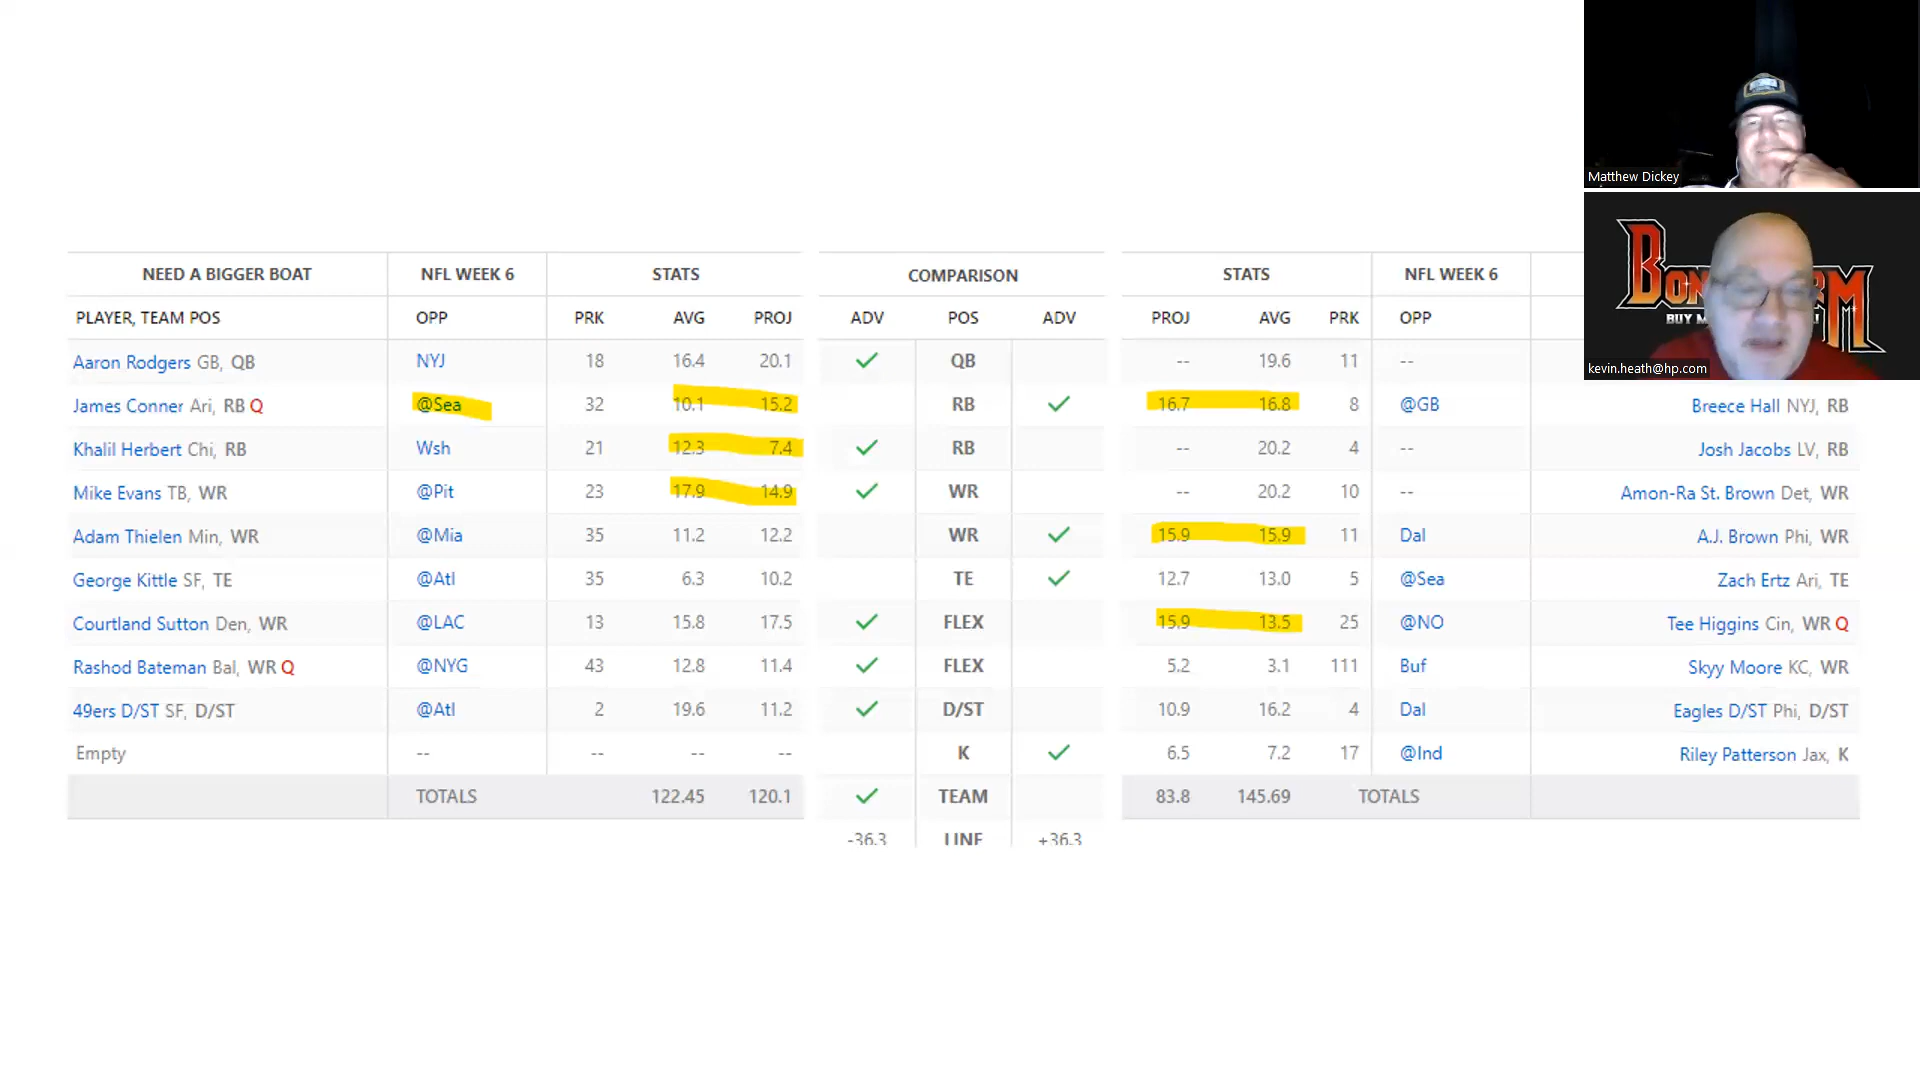 Matthew Dickey
BUY M
kevin.heath@hp.com
NEED A BIGGER BOAT NFL WEEK 6 STATS COMPARISON STATS NFL WEEK 6
PLAYER, TEAM POS OPP PRK AVG PROJ ADV POS ADV PROJ AVG PRK OPP
Aaron Rodgers GB, QB NYJ 18 16.4 20.1 ✓ QB -- 19.6 11 --
James Conner Ari, RB Q @Sea 32 10.1 15.2 RB ✓ 16.7 16.8 8 @GB Breece Hall NYJ, RB
Khalil Herbert Chi, RB Wsh 21 12.3 7.4 ✓ RB -- 20.2 4 -- Josh Jacobs LV, RB
Mike Evans TB, WR @Pit 23 17.9 14.9 ✓ WR -- 20.2 10 -- Amon-Ra St. Brown Det, WR
Adam Thielen Min, WR @Mia 35 11.2 12.2 WR ✓ 15.9 15.9 11 Dal A.J. Brown Phi, WR
George Kittle SF, TE @Atl 35 6.3 10.2 TE ✓ 12.7 13.0 5 @Sea Zach Ertz Ari, TE
Courtland Sutton Den, WR @LAC 13 15.8 17.5 ✓ FLEX 15.9 13.5 25 @NO Tee Higgins Cin, WR Q
Rashod Bateman Bal, WR Q @NYG 43 12.8 11.4 ✓ FLEX 5.2 3.1 111 Buf Skyy Moore KC, WR
49ers D/ST SF, D/ST @Atl 2 19.6 11.2 ✓ D/ST 10.9 16.2 4 Dal Eagles D/ST Phi, D/ST
Empty -- -- -- -- K ✓ 6.5 7.2 17 @Ind Riley Patterson Jax, K
TOTALS 122.45 120.1 ✓ TEAM 83.8 145.69 TOTALS
-36.3 LINE +36.3